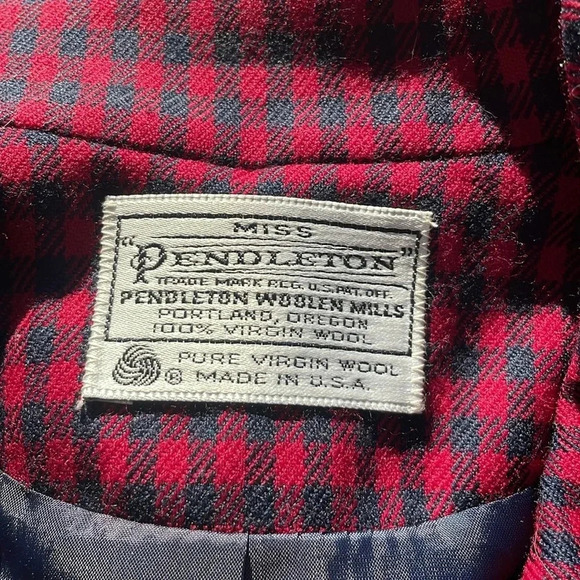 MISS
"PENDLETON"
TRADE MARK REG. U.S. PAT. OFF.
PENDLETON WOOLEN MILLS
PORTLAND, OREGON
100% VIRGIN WOOL
PURE VIRGIN WOOL
® MADE IN U.S.A.